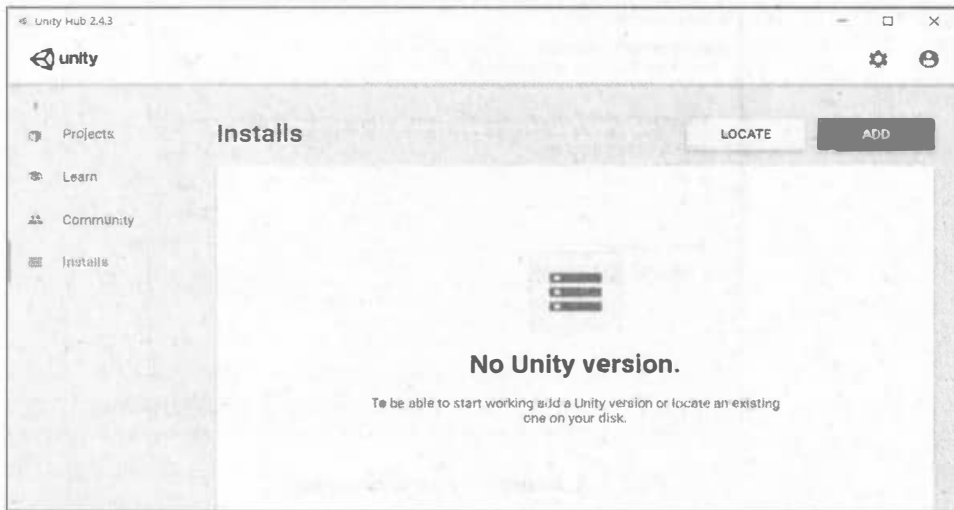 Unity Hub 2.4.3
unity
Projects
Learn
Community
Installs
Installs
LOCATE
ADD
No Unity version.
To be able to start working add a Unity version or locate an existing
one on your disk.